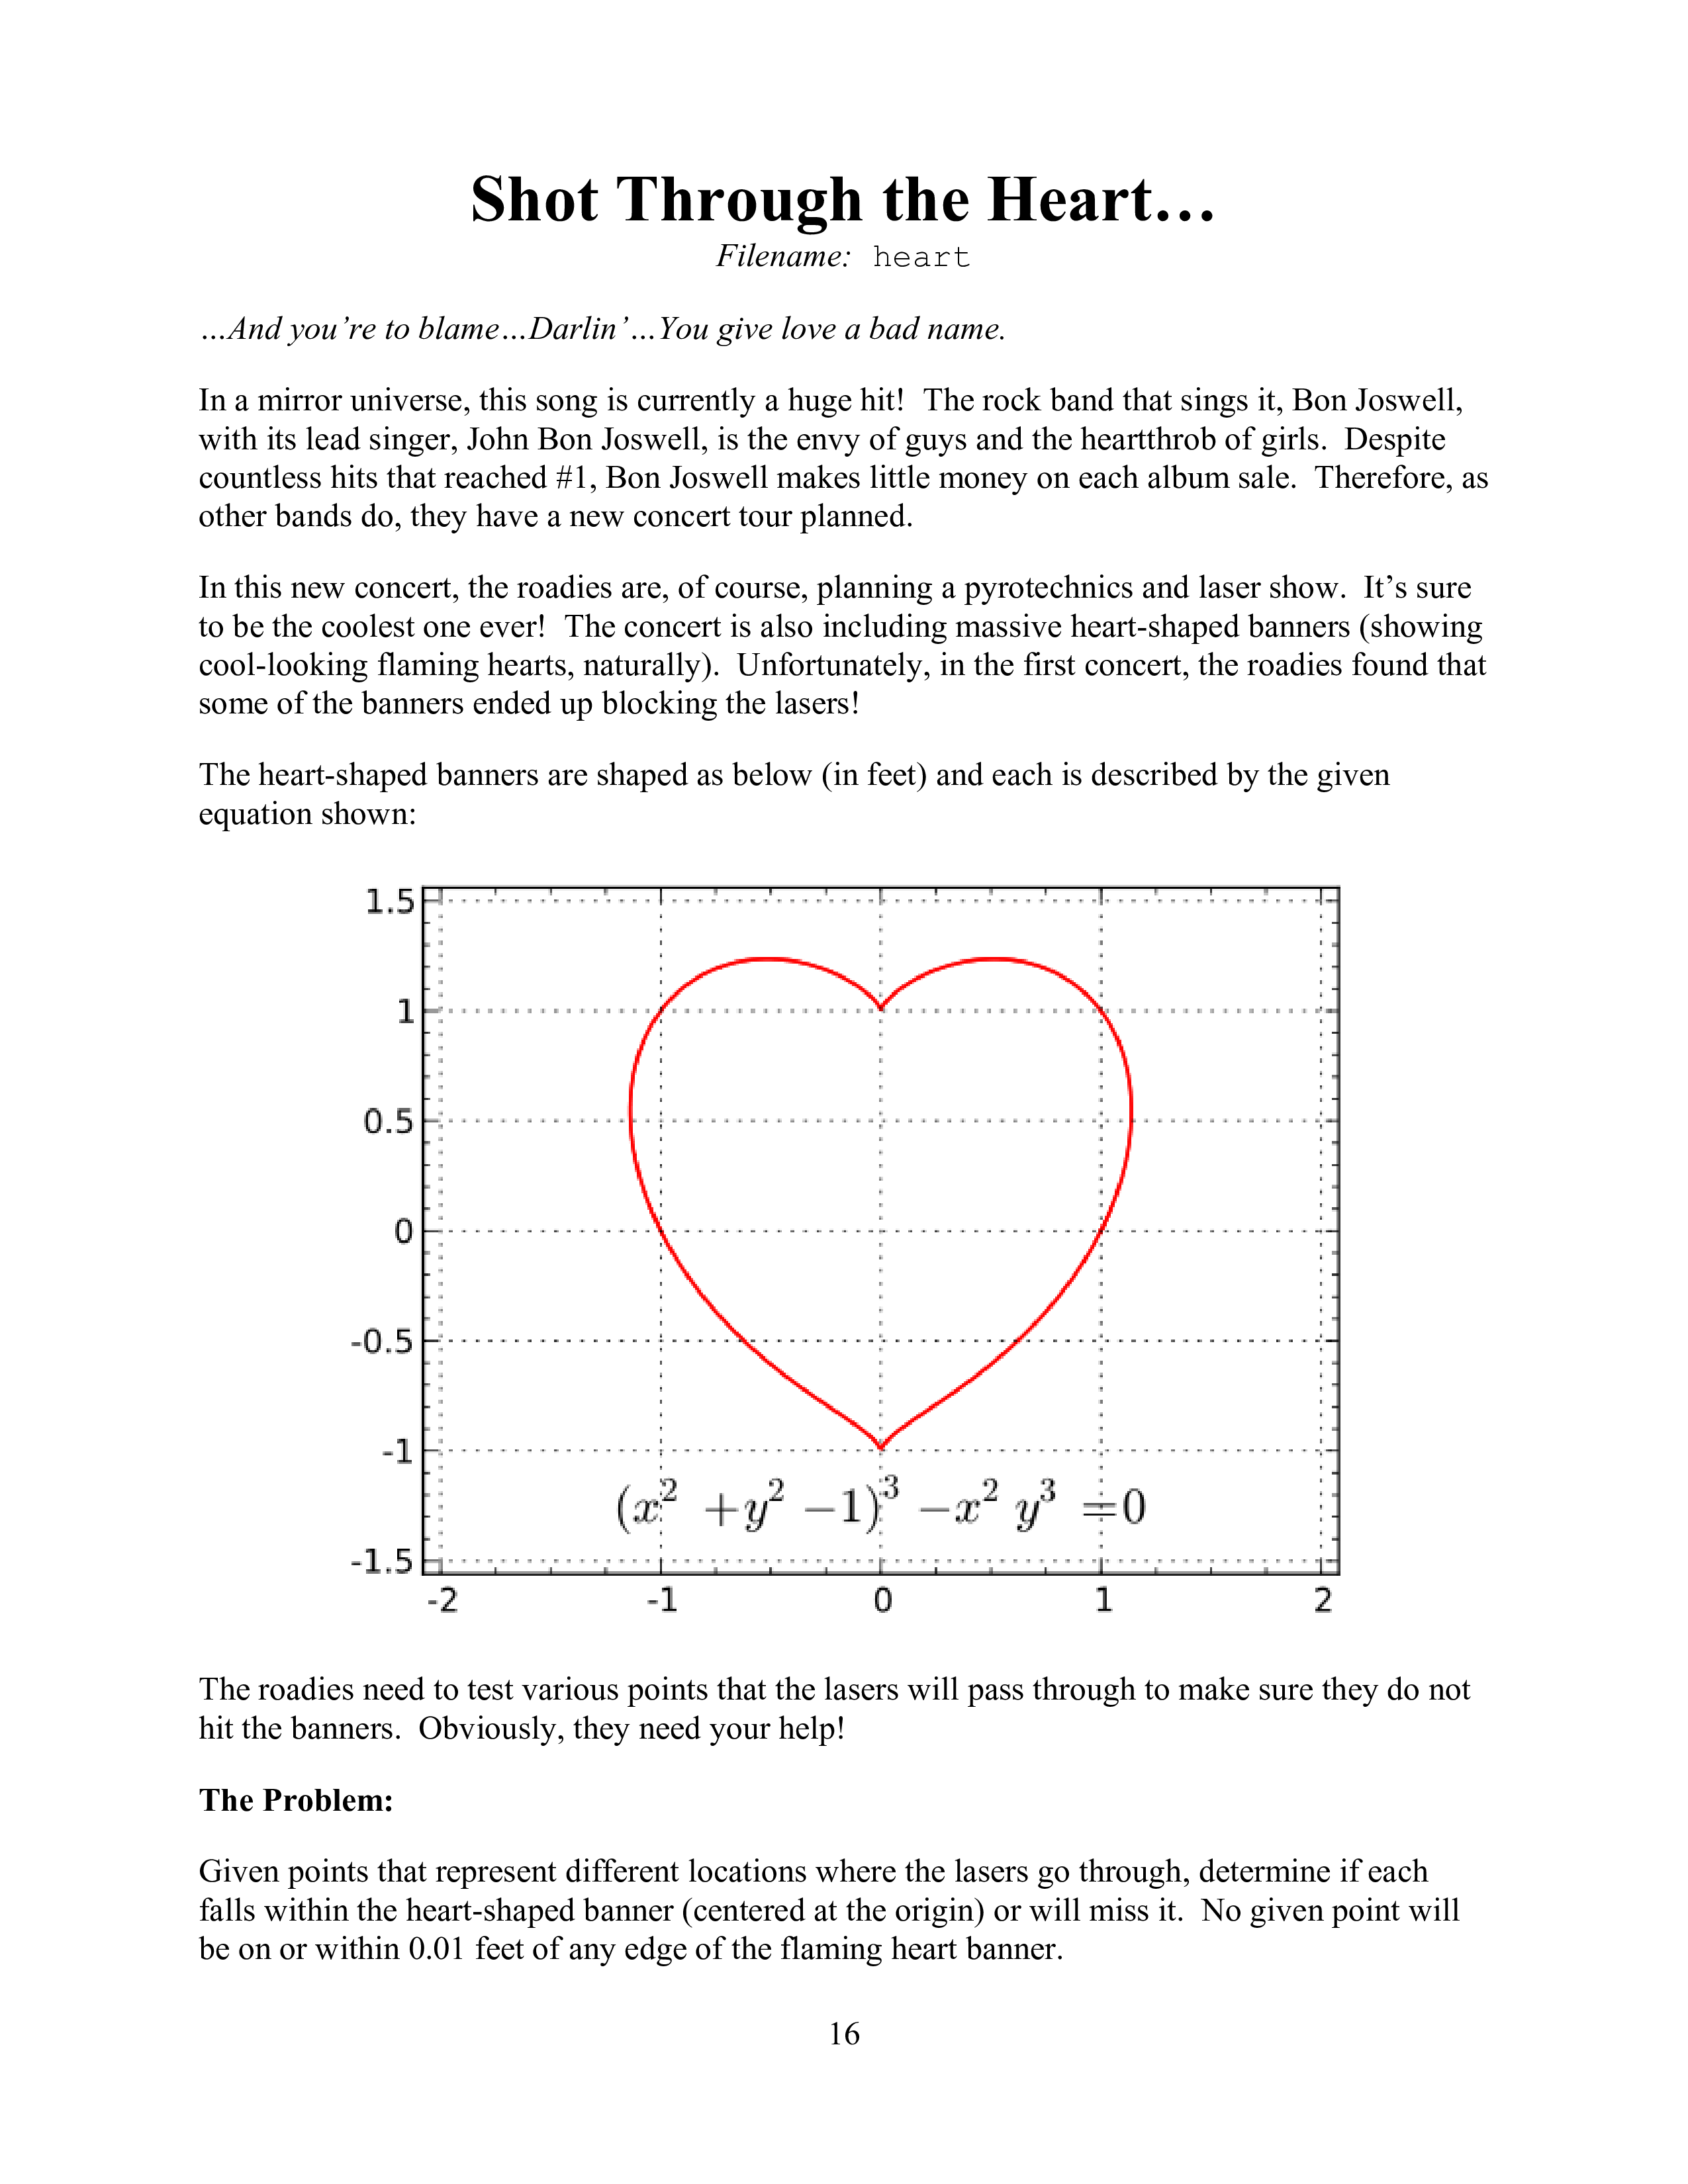 Shot Through the Heart…
Filename: heart
…And you’re to blame…Darlin’…You give love a bad name.
In a mirror universe, this song is currently a huge hit!  The rock band that sings it, Bon Joswell,
with its lead singer, John Bon Joswell, is the envy of guys and the heartthrob of girls.  Despite
countless hits that reached #1, Bon Joswell makes little money on each album sale.  Therefore, as
other bands do, they have a new concert tour planned.
In this new concert, the roadies are, of course, planning a pyrotechnics and laser show.  It’s sure
to be the coolest one ever!  The concert is also including massive heart-shaped banners (showing
cool-looking flaming hearts, naturally).  Unfortunately, in the first concert, the roadies found that
some of the banners ended up blocking the lasers!
The heart-shaped banners are shaped as below (in feet) and each is described by the given
equation shown:
1.5
1
0.5
0
-0.5
-1
(x² + y² − 1)³ − x² y³ = 0
-1.5
-2 -1 0 1 2
The roadies need to test various points that the lasers will pass through to make sure they do not
hit the banners.  Obviously, they need your help!
The Problem:
Given points that represent different locations where the lasers go through, determine if each
falls within the heart-shaped banner (centered at the origin) or will miss it.  No given point will
be on or within 0.01 feet of any edge of the flaming heart banner.
16